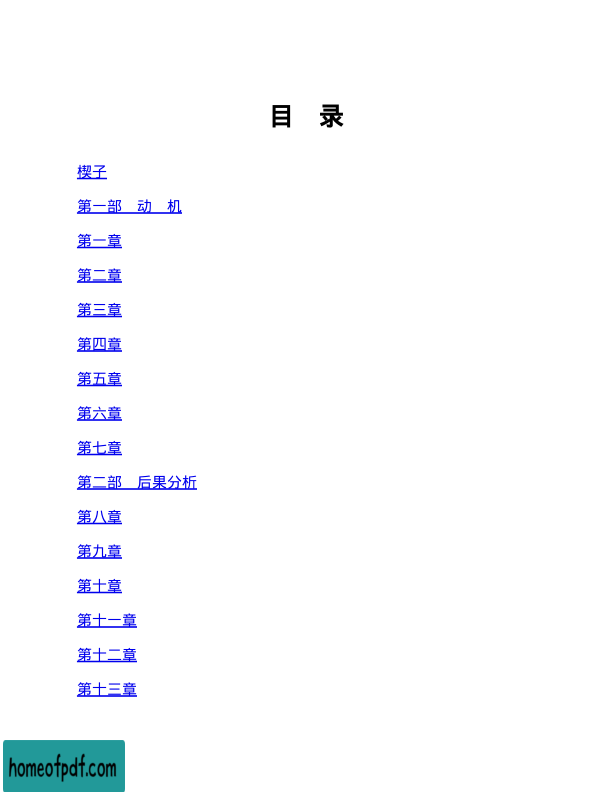 目　录
楔子
第一部　动　机
第一章
第二章
第三章
第四章
第五章
第六章
第七章
第二部　后果分析
第八章
第九章
第十章
第十一章
第十二章
第十三章
homeofpdf.com